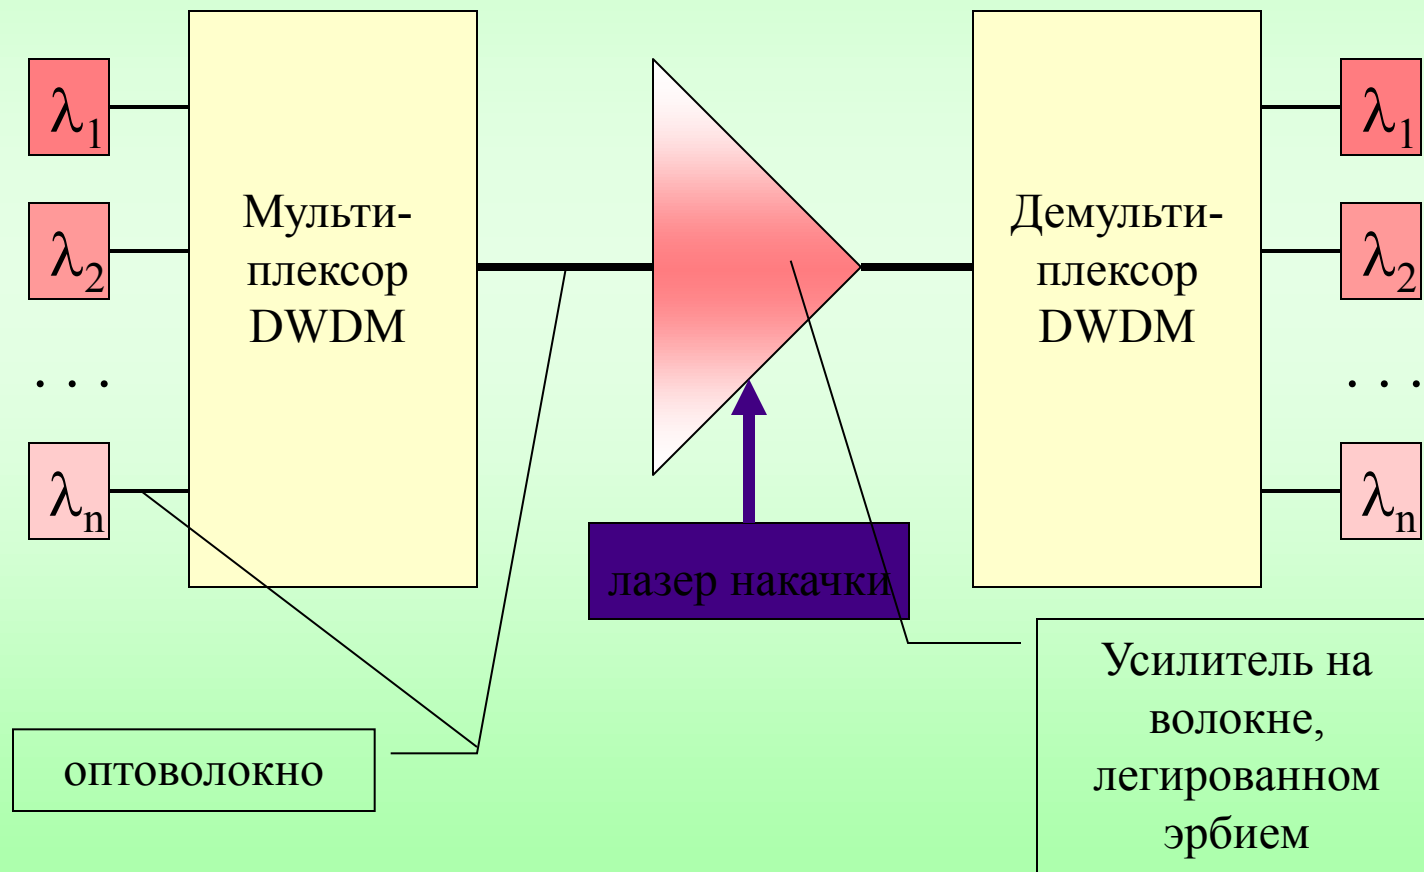 λ1
λ2
. . .
λn
Мульти-
плексор
DWDM
лазер накачки
Демульти-
плексор
DWDM
λ1
λ2
. . .
λn
оптоволокно
Усилитель на
волокне,
легированном
эрбием